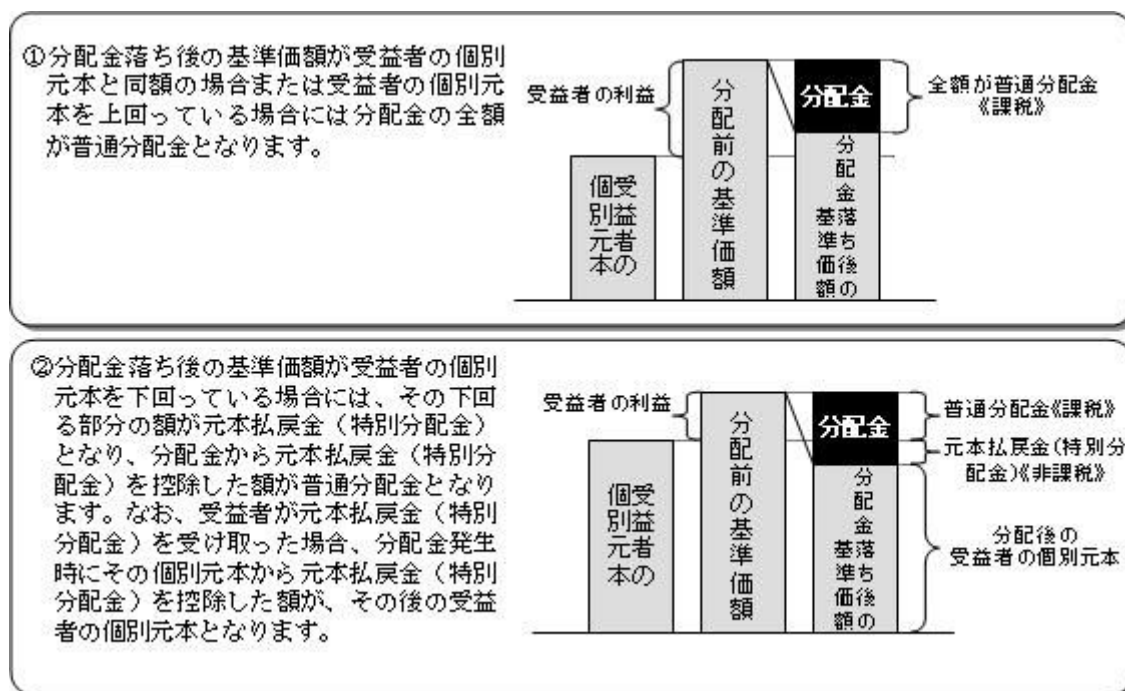 ①分配金落ち後の基準価額が受益者の個別
元本と同額の場合または受益者の個別元
本を上回っている場合には分配金の全額
が普通分配金となります。
受益者の利益
受益者の
個別元本
分配前の基準価額
分配金
分配金落ち後の
基準価額
全額が普通分配金
《課税》
②分配金落ち後の基準価額が受益者の個別
元本を下回っている場合には、その下回
る部分の額が元本払戻金（特別分配金）
となり、分配金から元本払戻金（特別分
配金）を控除した額が普通分配金となり
ます。なお、受益者が元本払戻金（特別
分配金）を受け取った場合、分配金発生
時にその個別元本から元本払戻金（特別
分配金）を控除した額が、その後の受益
者の個別元本となります。
受益者の利益
受益者の
個別元本
分配前の基準価額
分配金
分配金落ち後の
基準価額
普通分配金《課税》
元本払戻金(特別分
配金)《非課税》
分配後の
受益者の個別元本